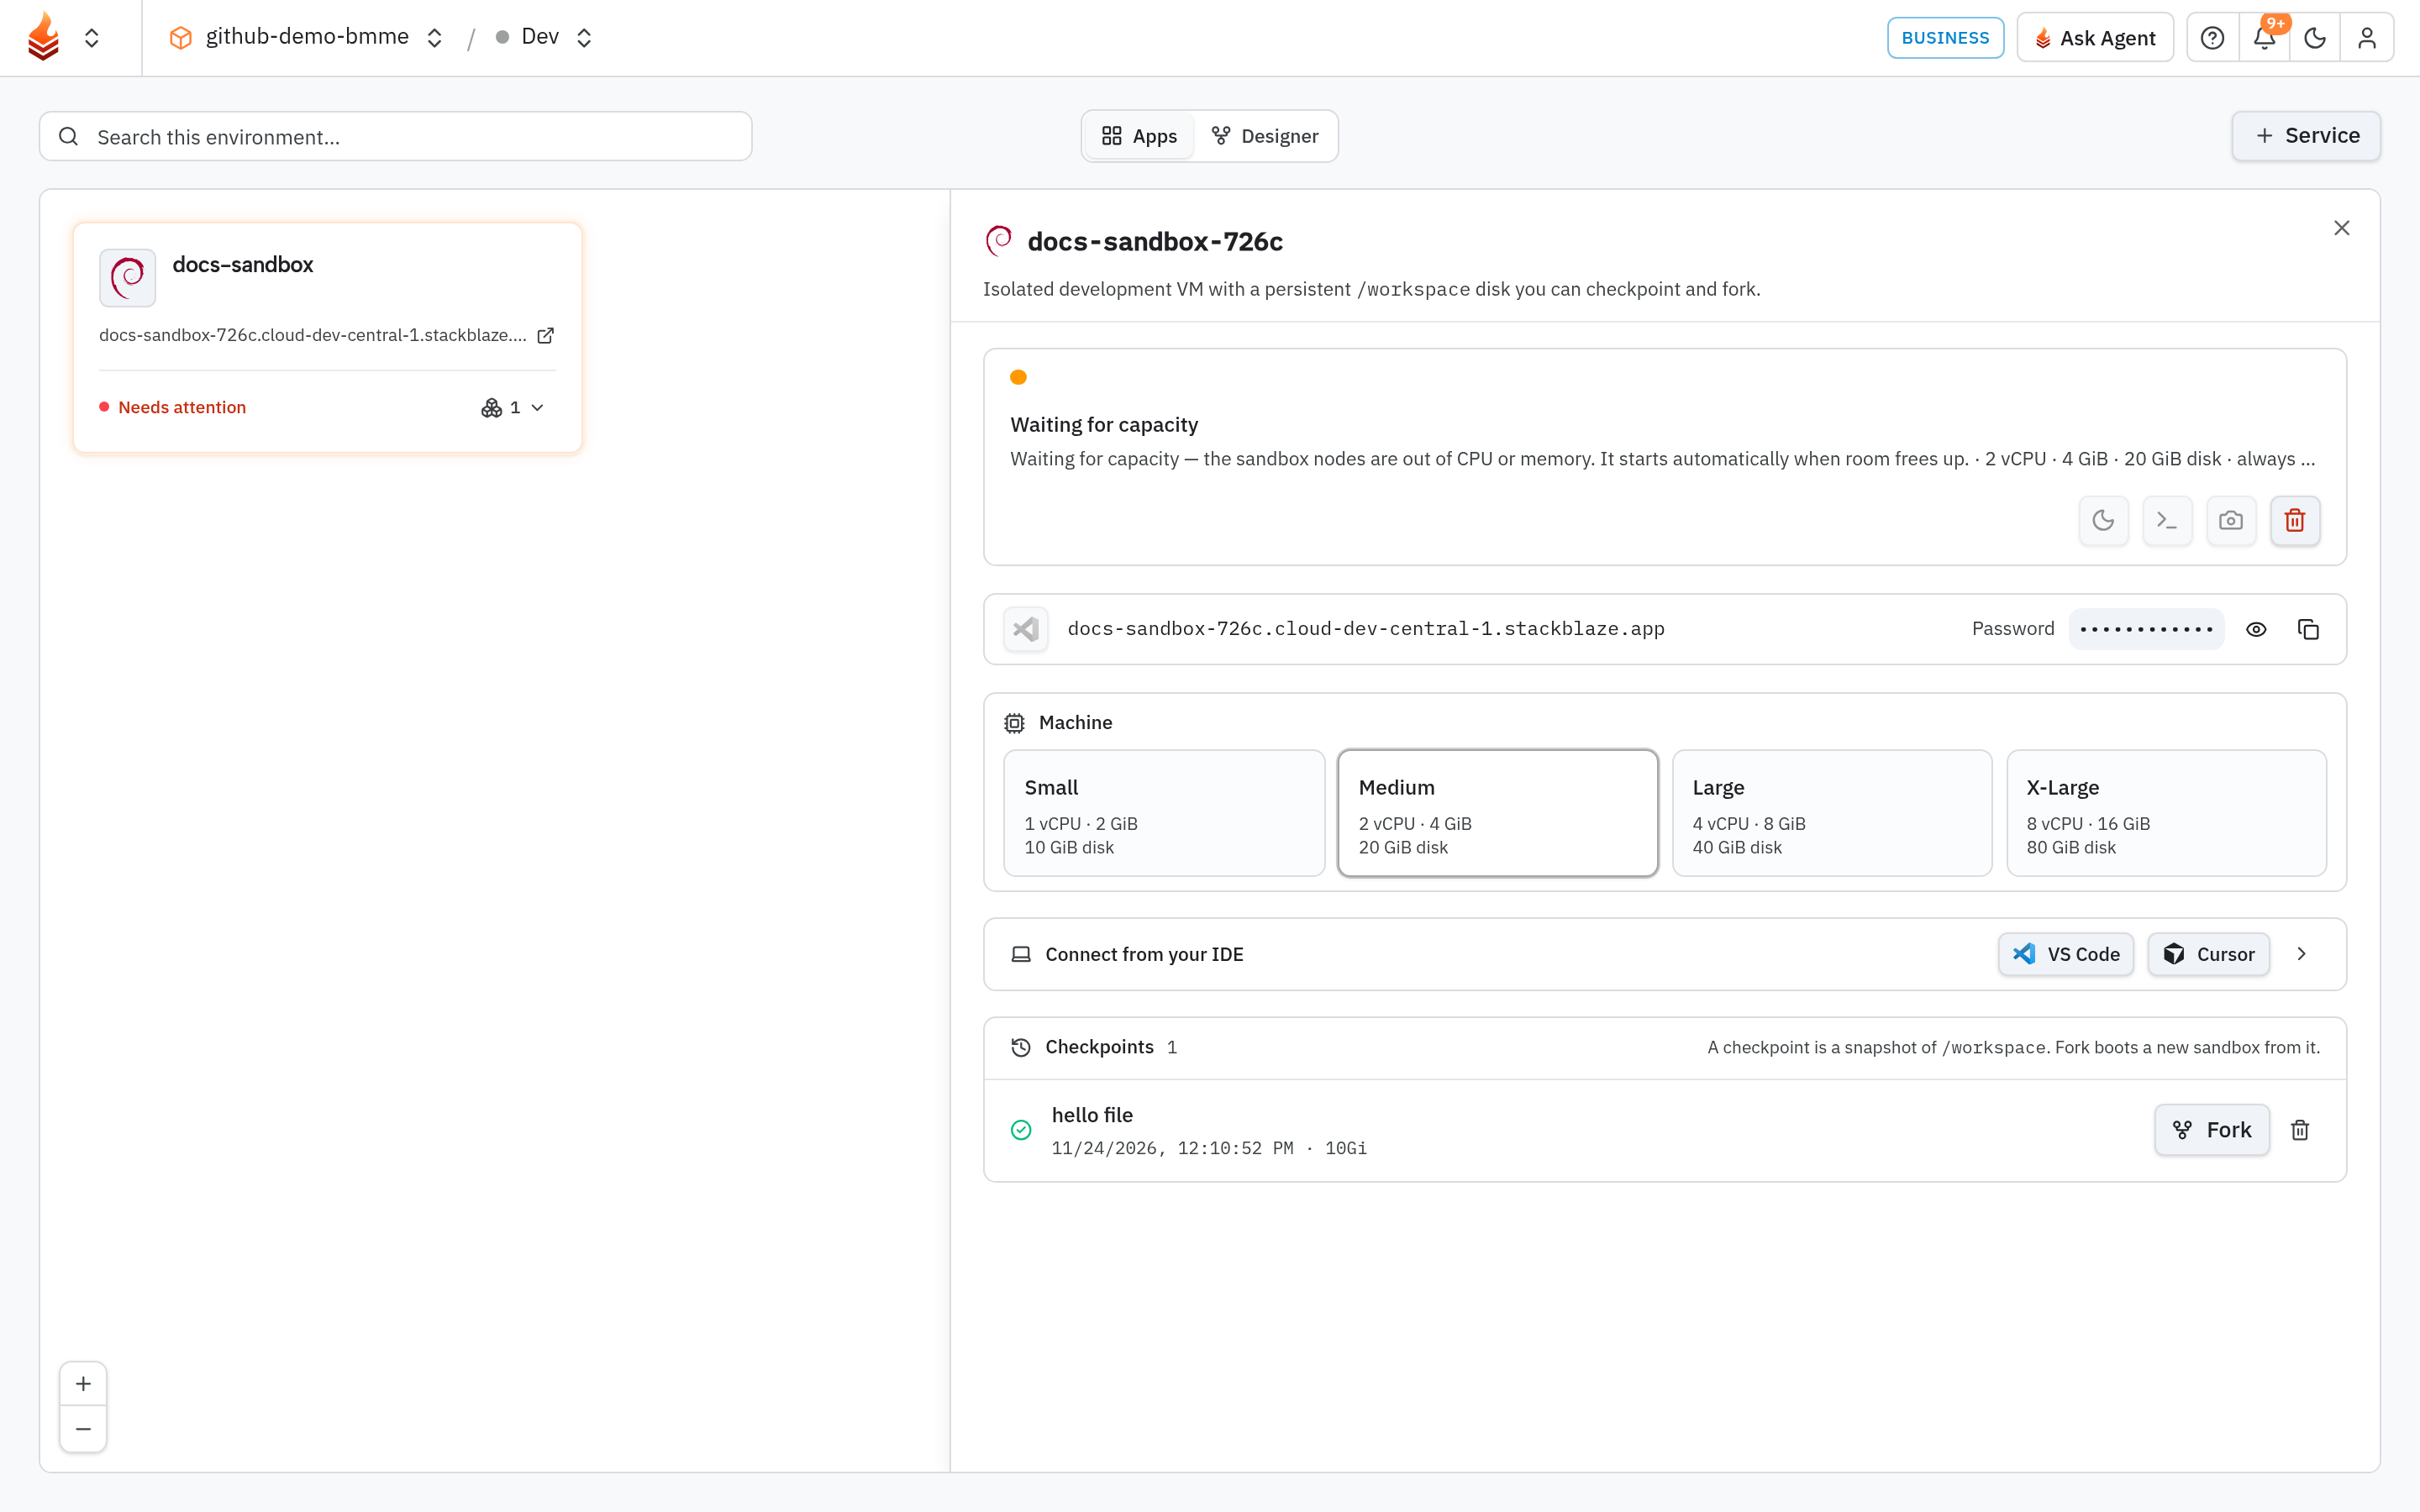 github-demo-bmme / Dev
BUSINESS
Ask Agent
9+
Search this environment...
Apps
Designer
+ Service
docs-sandbox
docs-sandbox-726c.cloud-dev-central-1.stackblaze....
Needs attention
1
docs-sandbox-726c
Isolated development VM with a persistent /workspace disk you can checkpoint and fork.
Waiting for capacity
Waiting for capacity — the sandbox nodes are out of CPU or memory. It starts automatically when room frees up. · 2 vCPU · 4 GiB · 20 GiB disk · always ...
docs-sandbox-726c.cloud-dev-central-1.stackblaze.app
Password ••••••••••••
Machine
Small
1 vCPU · 2 GiB
10 GiB disk
Medium
2 vCPU · 4 GiB
20 GiB disk
Large
4 vCPU · 8 GiB
40 GiB disk
X-Large
8 vCPU · 16 GiB
80 GiB disk
Connect from your IDE
VS Code
Cursor
Checkpoints 1
A checkpoint is a snapshot of /workspace. Fork boots a new sandbox from it.
hello file
11/24/2026, 12:10:52 PM · 10Gi
Fork